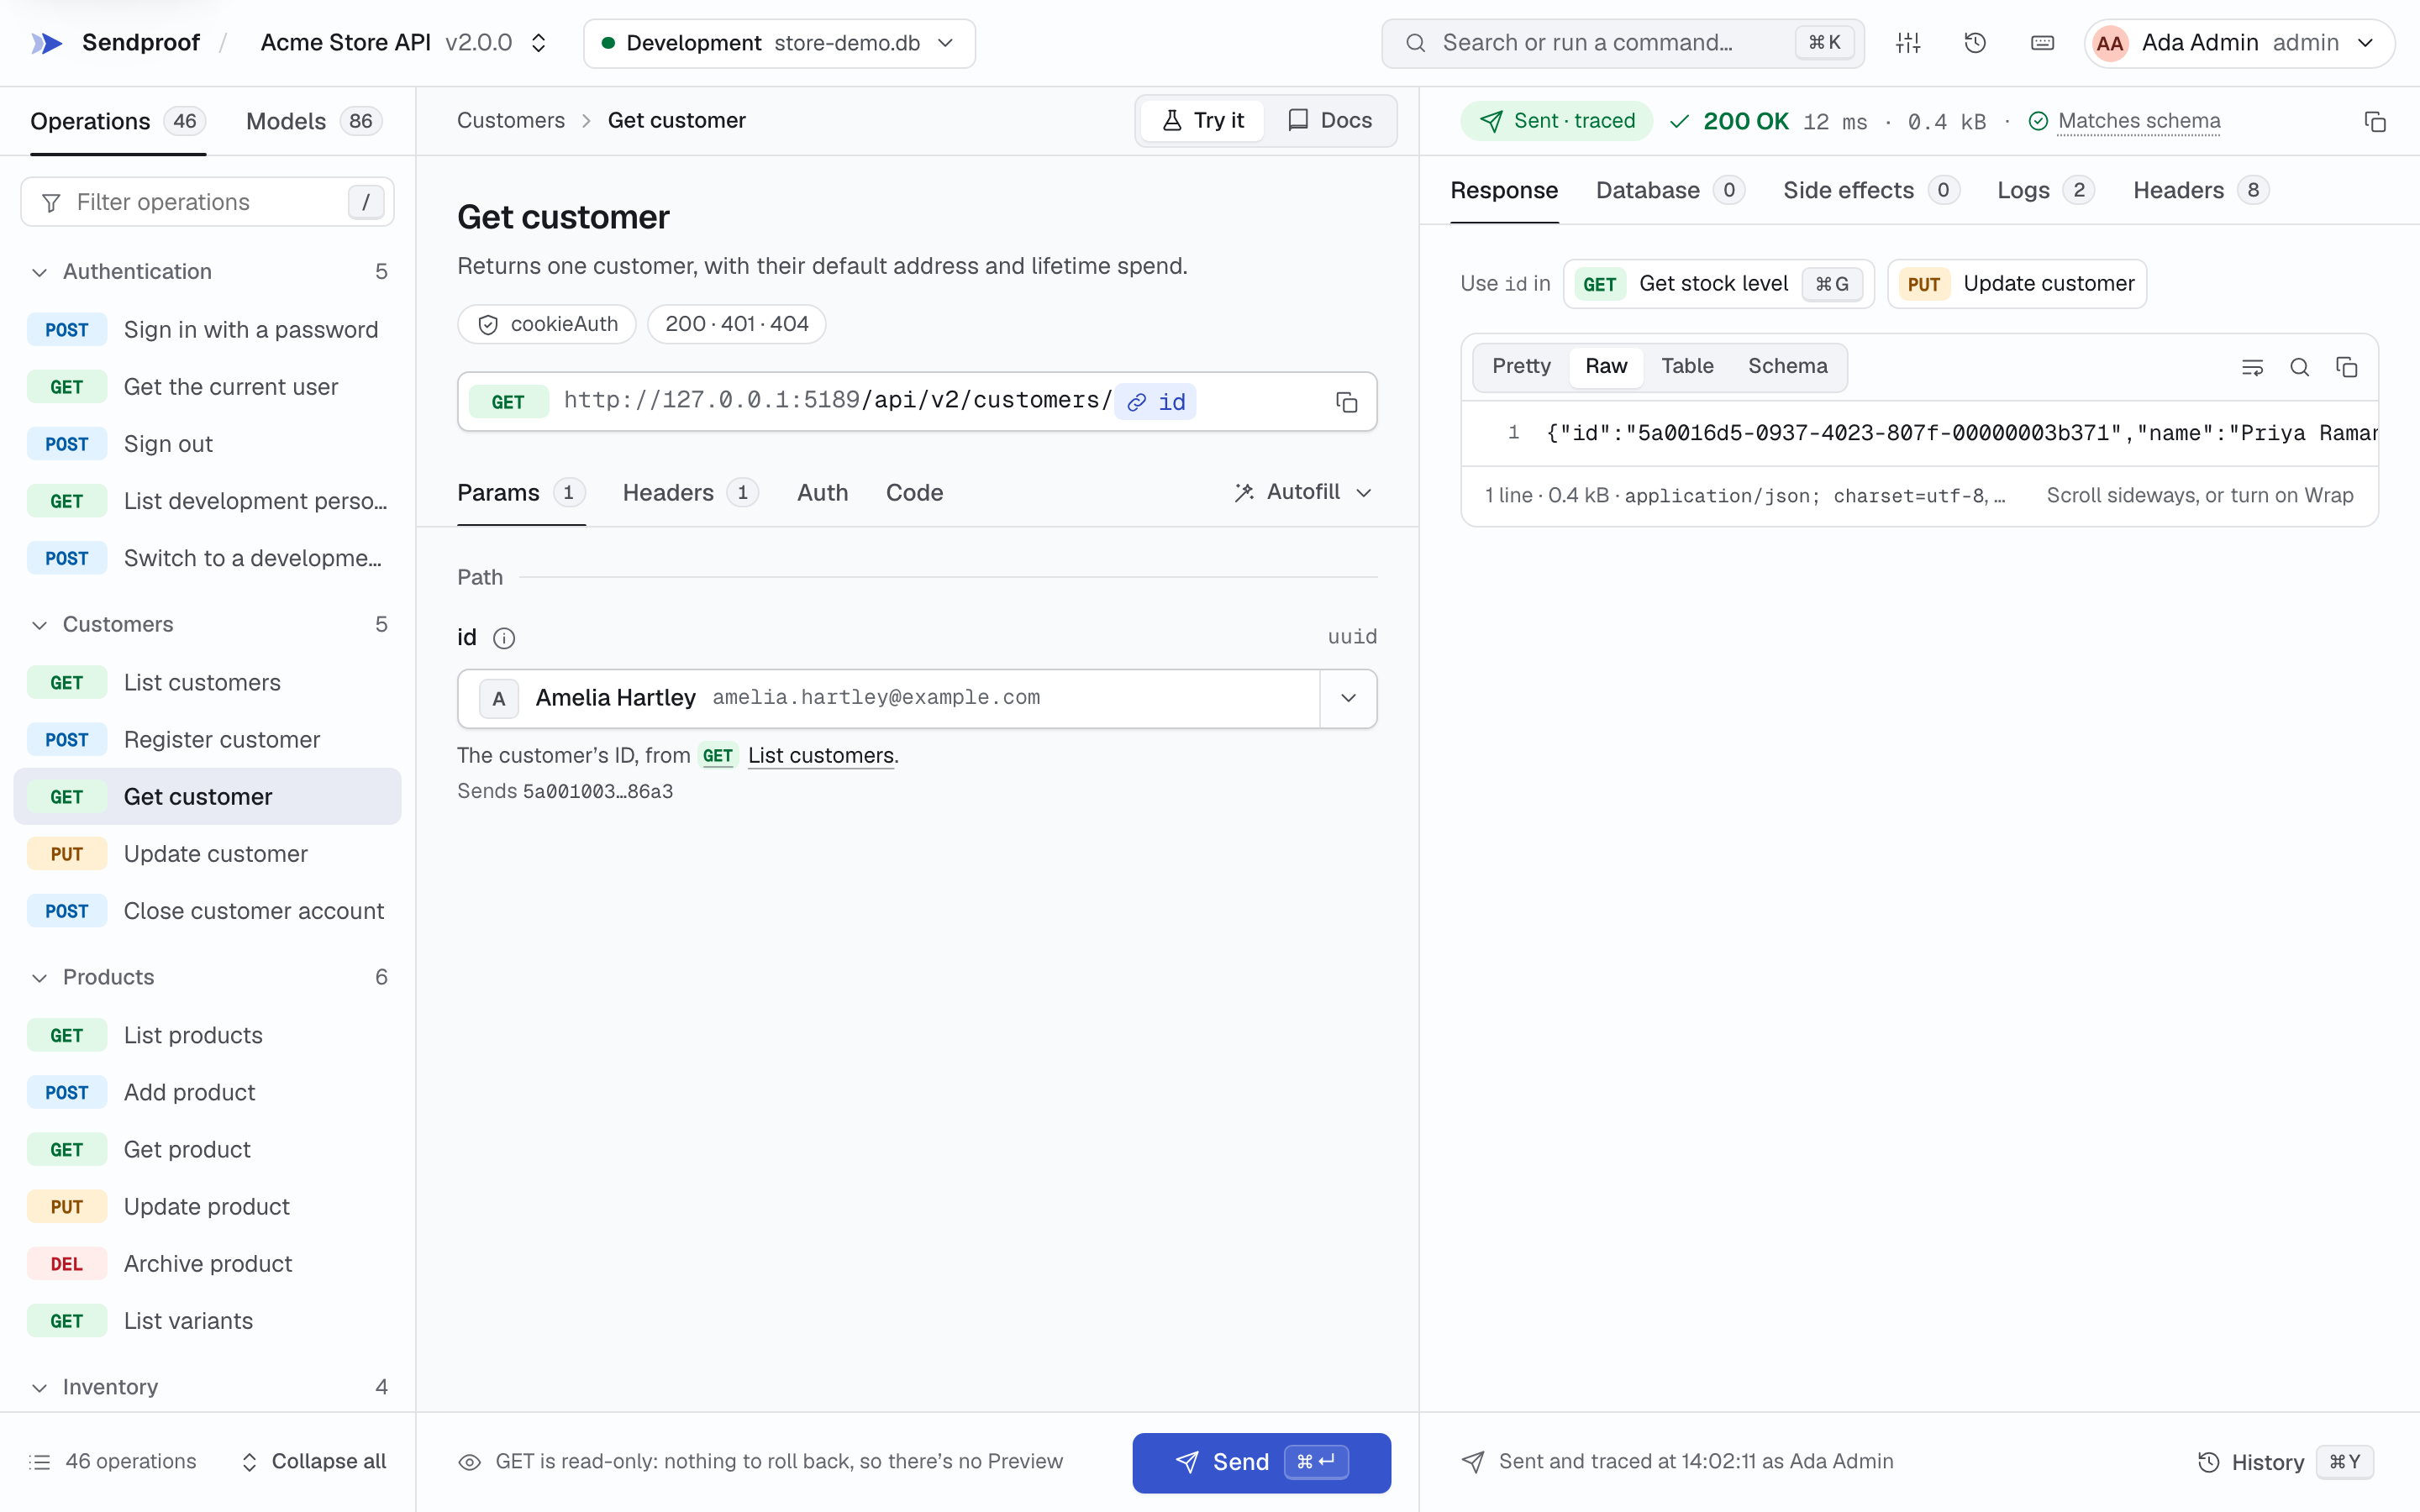 Sendproof / Acme Store API v2.0.0 Development store-demo.db Search or run a command… ⌘K AA Ada Admin admin
Operations 46 Models 86
Filter operations /
Authentication 5
POST Sign in with a password
GET Get the current user
POST Sign out
GET List development perso…
POST Switch to a developme…
Customers 5
GET List customers
POST Register customer
GET Get customer
PUT Update customer
POST Close customer account
Products 6
GET List products
POST Add product
GET Get product
PUT Update product
DEL Archive product
GET List variants
Inventory 4
46 operations Collapse all
Customers > Get customer Try it Docs
Get customer
Returns one customer, with their default address and lifetime spend.
cookieAuth 200 · 401 · 404
GET http://127.0.0.1:5189/api/v2/customers/ id
Params 1 Headers 1 Auth Code Autofill
Path
id uuid
A Amelia Hartley amelia.hartley@example.com
The customer’s ID, from GET List customers.
Sends 5a001003…86a3
GET is read-only: nothing to roll back, so there’s no Preview Send ⌘↵
Sent · traced 200 OK 12 ms · 0.4 kB · Matches schema
Response Database 0 Side effects 0 Logs 2 Headers 8
Use id in GET Get stock level ⌘G PUT Update customer
Pretty Raw Table Schema
1 {"id":"5a0016d5-0937-4023-807f-00000003b371","name":"Priya Raman
1 line · 0.4 kB · application/json; charset=utf-8, … Scroll sideways, or turn on Wrap
Sent and traced at 14:02:11 as Ada Admin History ⌘Y